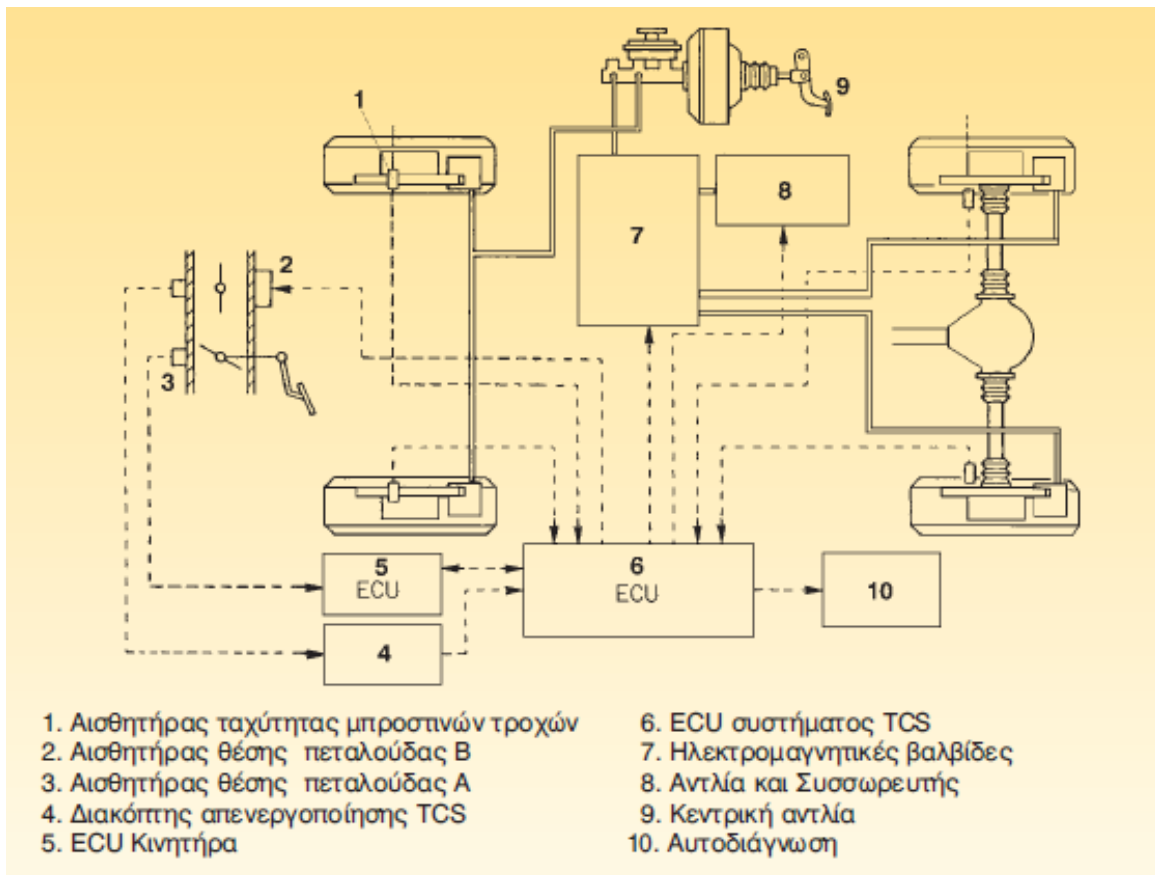 9
1
8
7
2
3
5
ECU
6
ECU
10
4
1. Αισθητήρας ταχύτητας μπροστινών τροχών
2. Αισθητήρας θέσης πεταλούδας Β
3. Αισθητήρας θέσης πεταλούδας Α
4. Διακόπτης απενεργοποίησης TCS
5. ECU Κινητήρα
6. ECU συστήματος TCS
7. Ηλεκτρομαγνητικές βαλβίδες
8. Αντλία και Συσσωρευτής
9. Κεντρική αντλία
10. Αυτοδιάγνωση